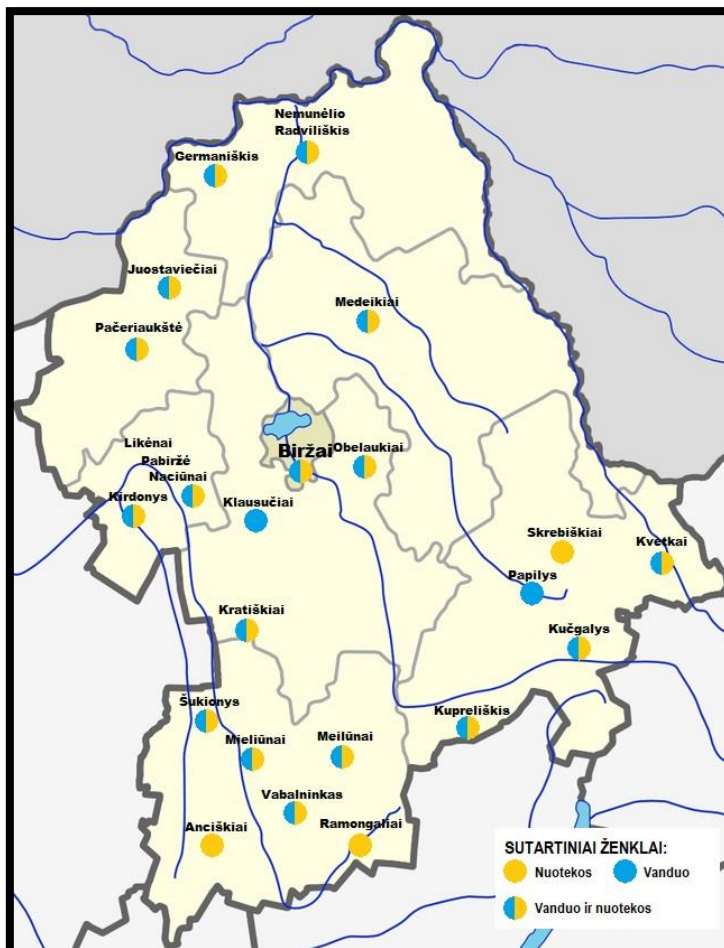 Nemunėlio
Radviliškis
Germaniškis
Juostaviečiai
Medeikiai
Pačeriaukštė
Likėnai
Pabiržė
Naciūnai
Kirdonys
Biržai
Obelaukiai
Klausučiai
Skrebiškiai
Kvetkai
Papilys
Kratiškiai
Kučgalys
Šukionys
Kupreliškis
Mieliūnai
Meilūnai
Vabalninkas
Anciškiai
Ramongaliai
SUTARTINIAI ŽENKLAI:
Nuotekos
Vanduo
Vanduo ir nuotekos